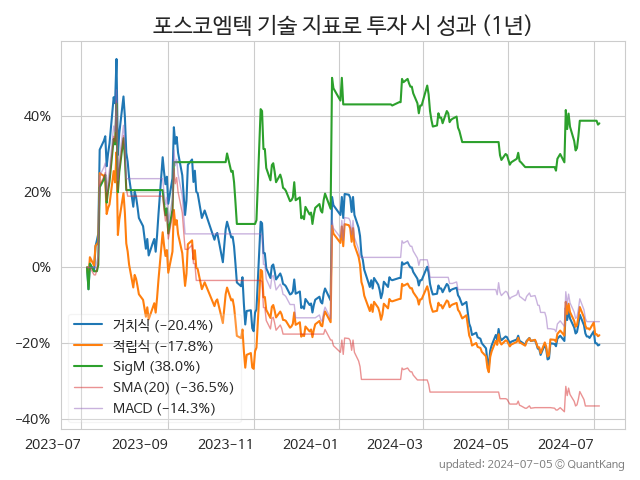 포스코엠텍 기술 지표로 투자 시 성과 (1년)
40%
20%
0%
−20%
−40%
거치식 (−20.4%)
적립식 (−17.8%)
SigM (38.0%)
SMA(20) (−36.5%)
MACD (−14.3%)
2023-07
2023-09
2023-11
2024-01
2024-03
2024-05
2024-07
updated: 2024-07-05 © QuantKang